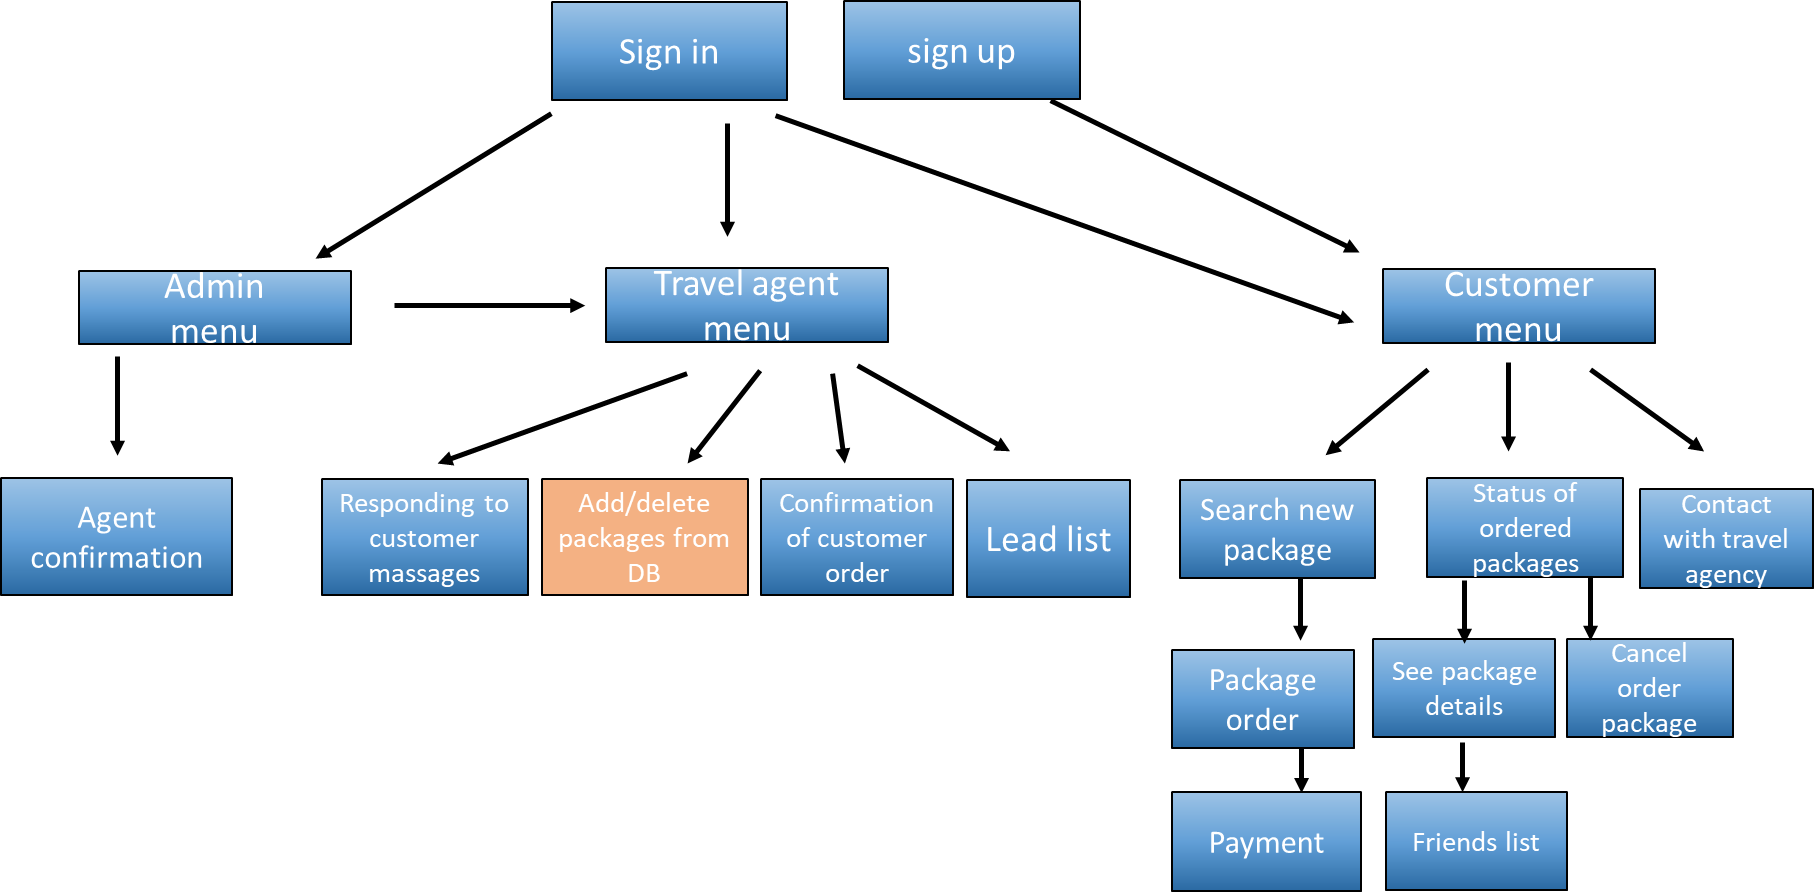 Sign in
sign up
Admin
menu
Travel agent
menu
Customer
menu
Agent
confirmation
Responding to
customer
massages
Add/delete
packages from
DB
Confirmation
of customer
order
Lead list
Search new
package
Status of
ordered
packages
Contact
with travel
agency
Package
order
See package
details
Cancel
order
package
Payment
Friends list